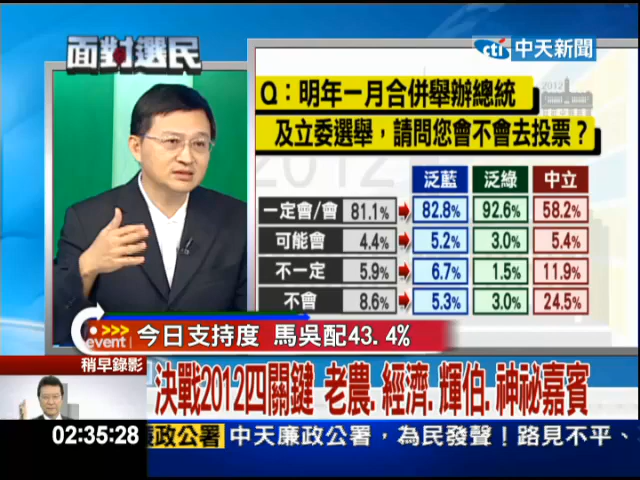 面對選民
cti 中天新聞
2012
Q：明年一月合併舉辦總統
及立委選舉，請問您會不會去投票？
泛藍 泛綠 中立
一定會/會 81.1% 82.8% 92.6% 58.2%
可能會 4.4% 5.2% 3.0% 5.4%
不一定 5.9% 6.7% 1.5% 11.9%
不會 8.6% 5.3% 3.0% 24.5%
event 今日支持度 馬吳配43.4%
稍早錄影
決戰2012四關鍵 老農.經濟.輝伯.神祕嘉賓
02:35:28 廉政公署 中天廉政公署，為民發聲！路見不平、